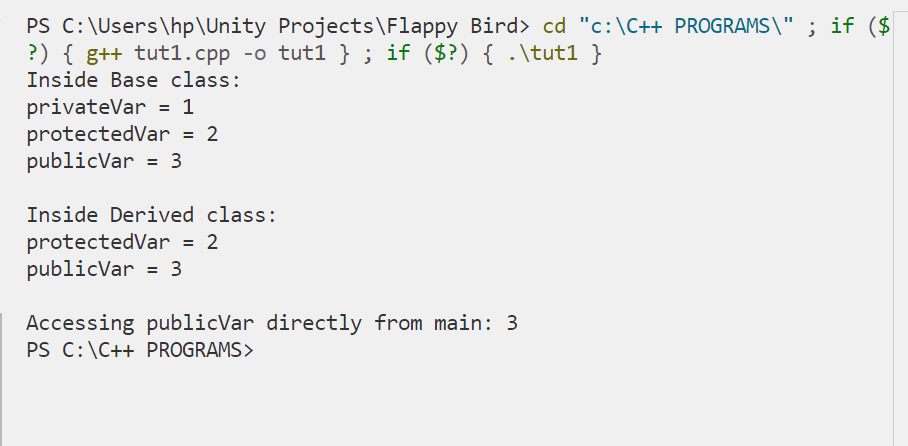 PS C:\Users\hp\Unity Projects\Flappy Bird> cd "c:\C++ PROGRAMS\" ; if ($
?) { g++ tut1.cpp -o tut1 } ; if ($?) { .\tut1 }
Inside Base class:
privateVar = 1
protectedVar = 2
publicVar = 3

Inside Derived class:
protectedVar = 2
publicVar = 3

Accessing publicVar directly from main: 3
PS C:\C++ PROGRAMS>